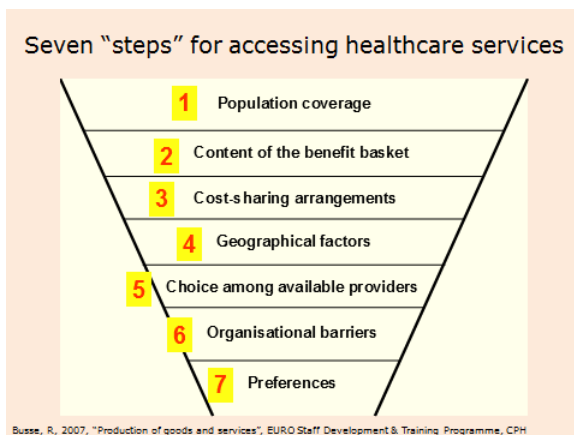 Seven “steps” for accessing healthcare services
1 Population coverage
2 Content of the benefit basket
3 Cost-sharing arrangements
4 Geographical factors
5 Choice among available providers
6 Organisational barriers
7 Preferences
Busse, R, 2007, “Production of goods and services”, EURO Staff Development & Training Programme, CPH